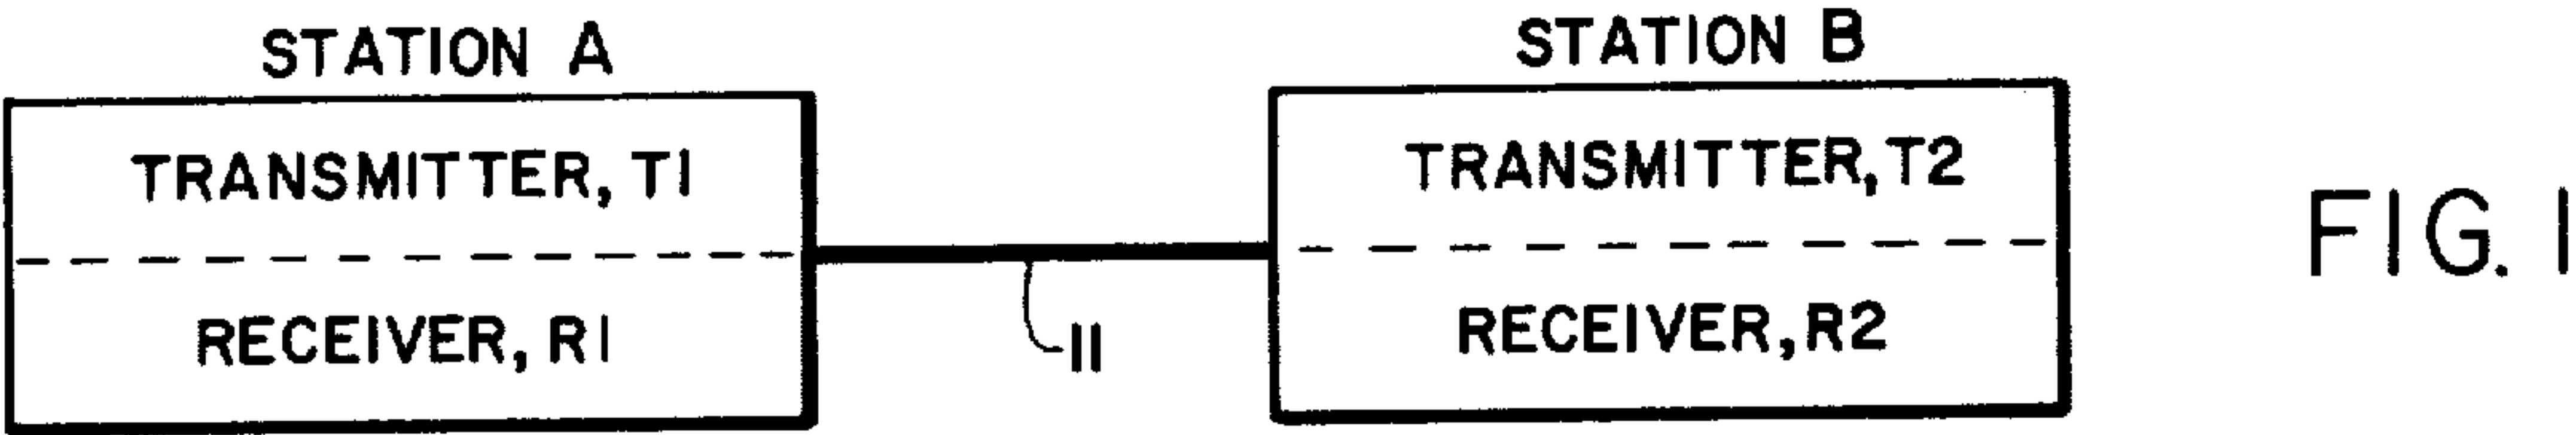 STATION A
TRANSMITTER, T1
RECEIVER, R1
11
STATION B
TRANSMITTER, T2
RECEIVER, R2
FIG. 1